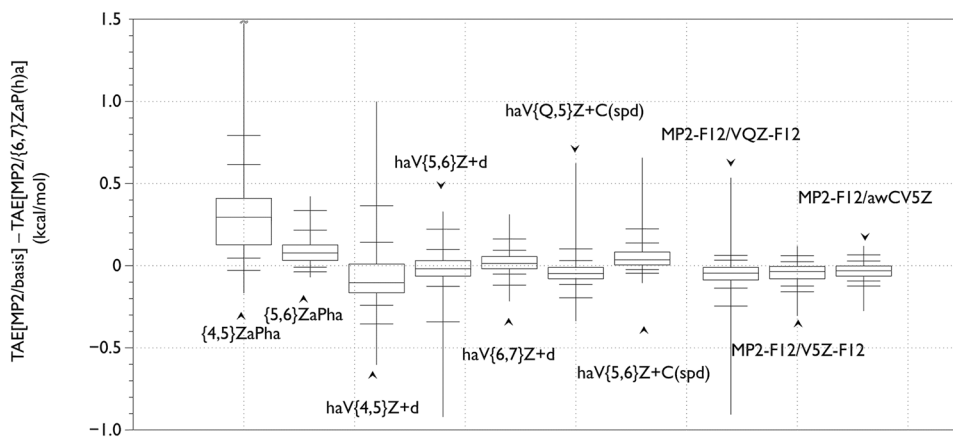 TAE[MP2/basis] – TAE[MP2/{6,7}ZaP(h)a]
(kcal/mol)
1.5
1.0
0.5
0
−0.5
−1.0
haV{Q,5}Z+C(spd)
MP2-F12/VQZ-F12
haV{5,6}Z+d
MP2-F12/awCV5Z
{4,5}ZaPha
{5,6}ZaPha
haV{6,7}Z+d
MP2-F12/V5Z-F12
haV{5,6}Z+C(spd)
haV{4,5}Z+d